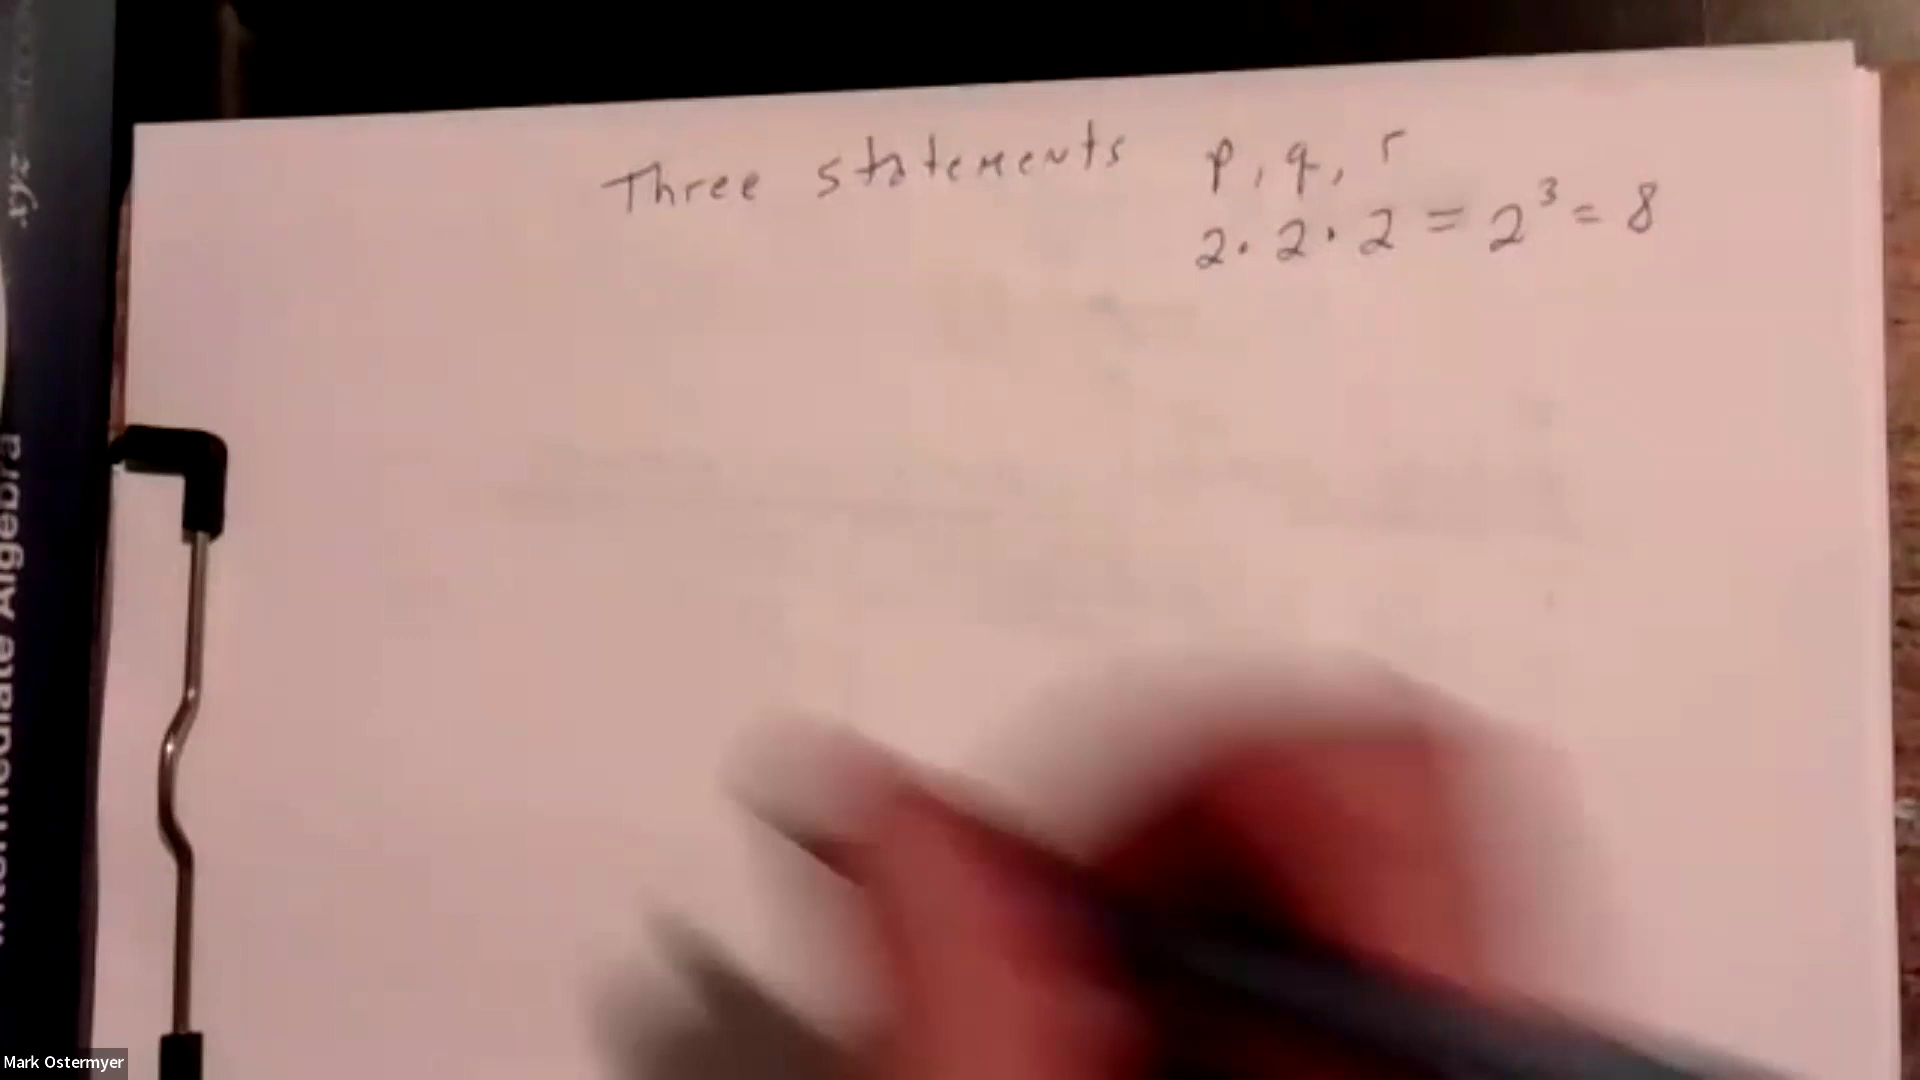 Three statements p, q, r
2 · 2 · 2 = 2³ = 8
Intermediate Algebra
Mark Ostermyer